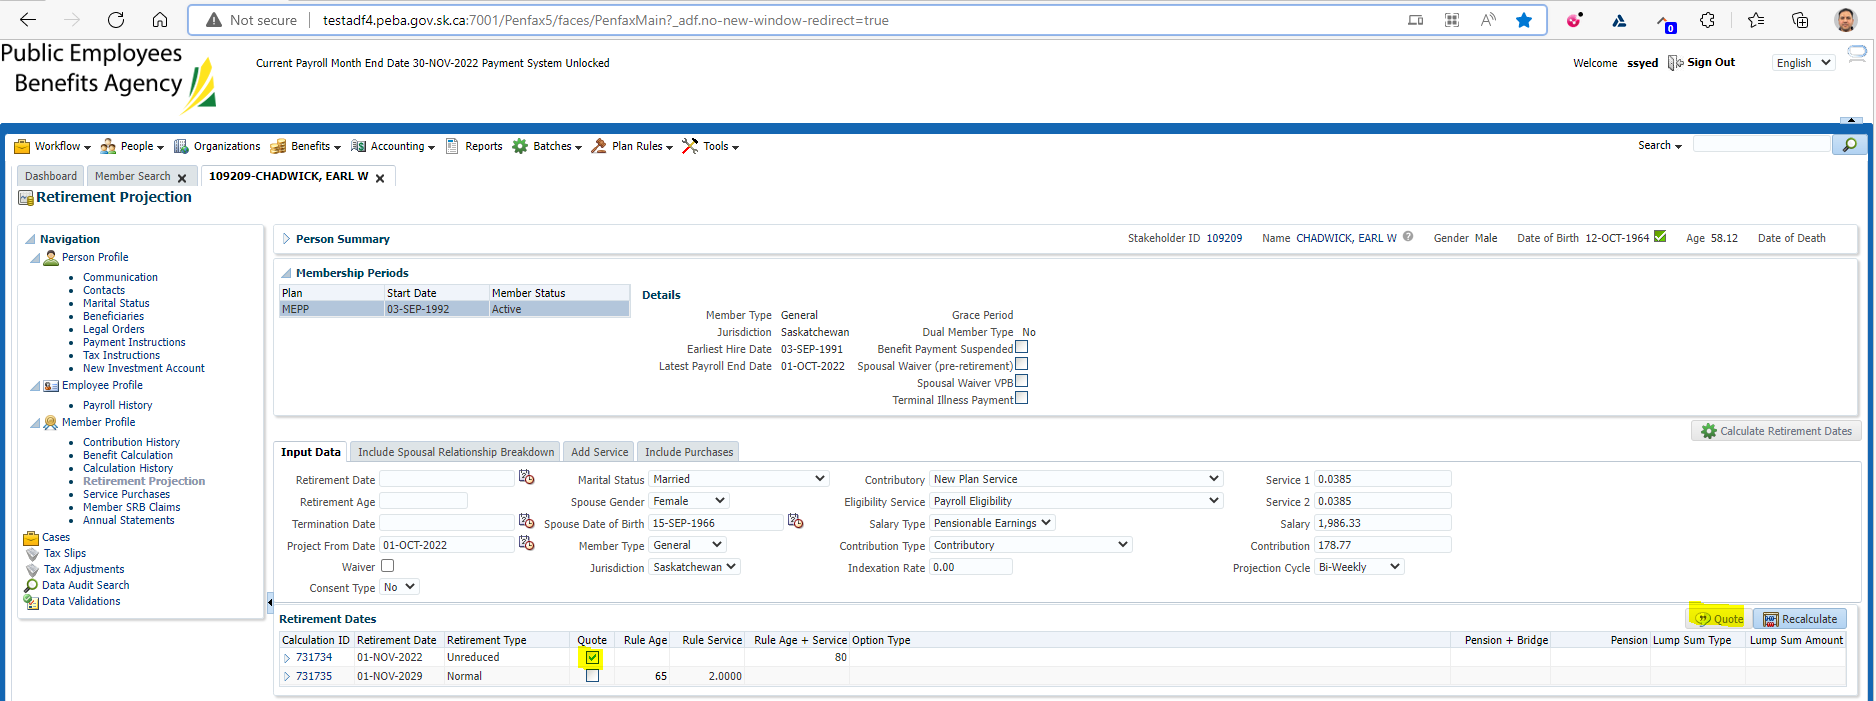 Not secure
testadf4.peba.gov.sk.ca:7001/Penfax5/faces/PenfaxMain?_adf.no-new-window-redirect=true
0
Public Employees
Benefits Agency
Current Payroll Month End Date 30-NOV-2022 Payment System Unlocked
Welcome ssyed Sign Out English
Workflow People Organizations Benefits Accounting Reports Batches Plan Rules Tools Search
Dashboard Member Search 109209-CHADWICK, EARL W
Retirement Projection
Navigation
Person Profile
Communication
Contacts
Marital Status
Beneficiaries
Legal Orders
Payment Instructions
Tax Instructions
New Investment Account
Employee Profile
Payroll History
Member Profile
Contribution History
Benefit Calculation
Calculation History
Retirement Projection
Service Purchases
Member SRB Claims
Annual Statements
Cases
Tax Slips
Tax Adjustments
Data Audit Search
Data Validations
Person Summary Stakeholder ID 109209 Name CHADWICK, EARL W Gender Male Date of Birth 12-OCT-1964 Age 58.12 Date of Death
Membership Periods
Plan Start Date Member Status
MEPP 03-SEP-1992 Active
Details
Member Type General Grace Period
Jurisdiction Saskatchewan Dual Member Type No
Earliest Hire Date 03-SEP-1991 Benefit Payment Suspended
Latest Payroll End Date 01-OCT-2022 Spousal Waiver (pre-retirement)
Spousal Waiver VPB
Terminal Illness Payment
Calculate Retirement Dates
Input Data Include Spousal Relationship Breakdown Add Service Include Purchases
Retirement Date Marital Status Married Contributory New Plan Service Service 1 0.0385
Retirement Age Spouse Gender Female Eligibility Service Payroll Eligibility Service 2 0.0385
Termination Date Spouse Date of Birth 15-SEP-1966 Salary Type Pensionable Earnings Salary 1,986.33
Project From Date 01-OCT-2022 Member Type General Contribution Type Contributory Contribution 178.77
Waiver Jurisdiction Saskatchewan Indexation Rate 0.00 Projection Cycle Bi-Weekly
Consent Type No
Retirement Dates Quote Recalculate
Calculation ID Retirement Date Retirement Type Quote Rule Age Rule Service Rule Age + Service Option Type Pension + Bridge Pension Lump Sum Type Lump Sum Amount
731734 01-NOV-2022 Unreduced 80
731735 01-NOV-2029 Normal 65 2.0000